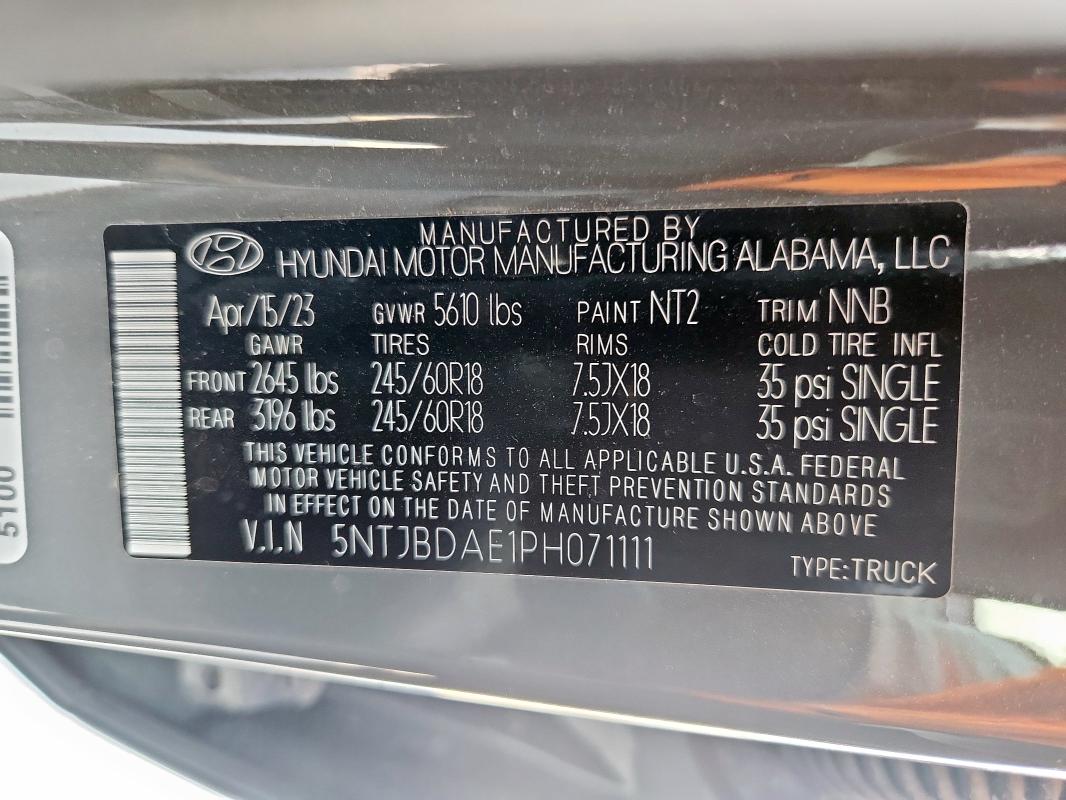 MANUFACTURED BY
HYUNDAI MOTOR MANUFACTURING ALABAMA, LLC
Apr/15/23 GVWR 5610 lbs PAINT NT2 TRIM NNB
GAWR TIRES RIMS COLD TIRE INFL
FRONT 2645 lbs 245/60R18 7.5JX18 35 psi SINGLE
REAR 3196 lbs 245/60R18 7.5JX18 35 psi SINGLE
THIS VEHICLE CONFORMS TO ALL APPLICABLE U.S.A. FEDERAL
MOTOR VEHICLE SAFETY AND THEFT PREVENTION STANDARDS
IN EFFECT ON THE DATE OF MANUFACTURE SHOWN ABOVE
V.I.N 5NTJBDAE1PH071111
TYPE:TRUCK
5100